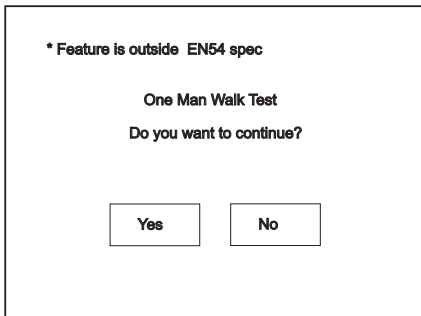 * Feature is outside EN54 spec
One Man Walk Test
Do you want to continue?
Yes No